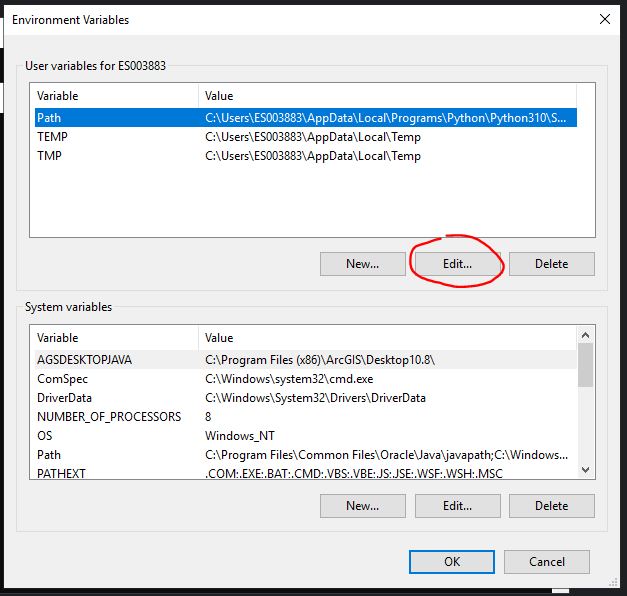 Environment Variables
User variables for ES003883
Variable Value
Path C:\Users\ES003883\AppData\Local\Programs\Python\Python310\S...
TEMP C:\Users\ES003883\AppData\Local\Temp
TMP C:\Users\ES003883\AppData\Local\Temp
New... Edit... Delete
System variables
Variable Value
AGSDESKTOPJAVA C:\Program Files (x86)\ArcGIS\Desktop10.8\
ComSpec C:\Windows\system32\cmd.exe
DriverData C:\Windows\System32\Drivers\DriverData
NUMBER_OF_PROCESSORS 8
OS Windows_NT
Path C:\Program Files\Common Files\Oracle\Java\javapath;C:\Windows...
PATHEXT .COM;.EXE;.BAT;.CMD;.VBS;.VBE;.JS;.JSE;.WSF;.WSH;.MSC
New... Edit... Delete
OK Cancel